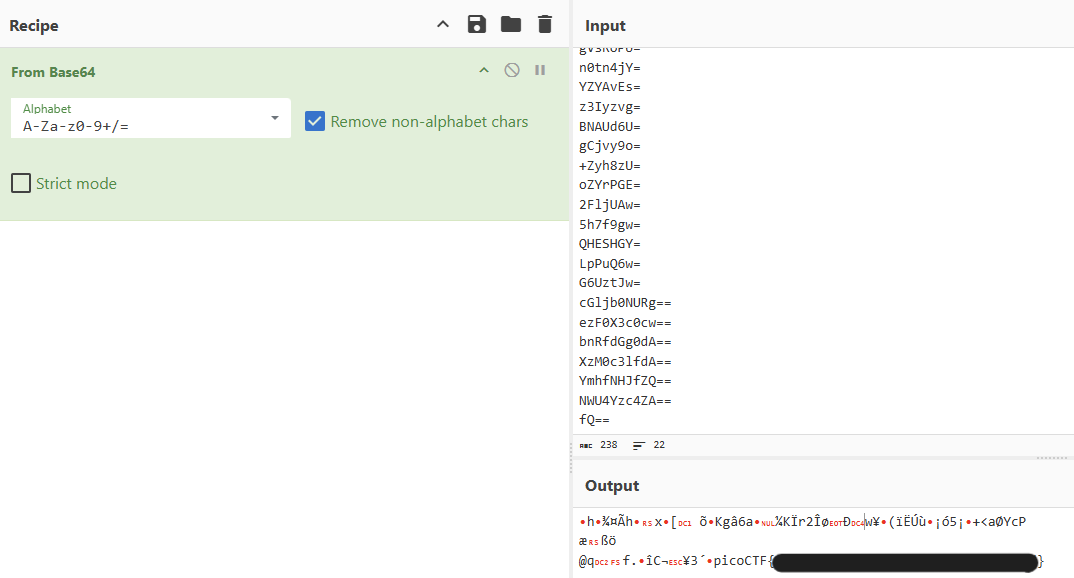 Recipe
From Base64
Alphabet
A-Za-z0-9+/=
Remove non-alphabet chars
Strict mode
Input
n0tn4jY=
YZYAvEs=
z3Iyzvg=
BNAUd6U=
gCjvy9o=
+Zyh8zU=
oZYrPGE=
2FljUAw=
5h7f9gw=
QHESHGY=
LpPuQ6w=
G6UztJw=
cGljb0NURg==
ezF0X3c0cw==
bnRfdGg0dA==
XzM0c3lfdA==
YmhfNHJfZQ==
NWU4Yzc4ZA==
fQ==
ABC 238 22
Output
•h•¾¤Ãh•RSx•[DC1 õ•Kgâ6a•NUL¼KÏr2ÎøEOTÐDC4w¥•(ïËÚù•¡ó5¡•+<aØYcP
æRSßö
@qDC2FSf.•îC¬ESC¥3´•picoCTF{ }